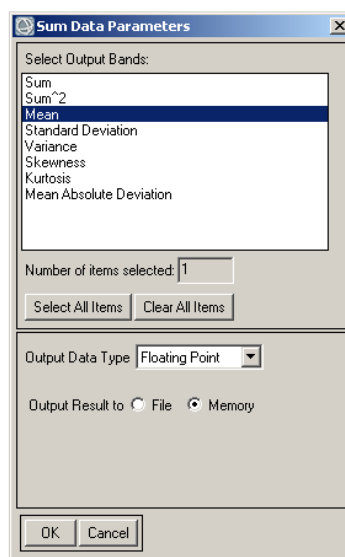 Sum Data Parameters
Select Output Bands:
Sum
Sum^2
Mean
Standard Deviation
Variance
Skewness
Kurtosis
Mean Absolute Deviation
Number of items selected: 1
Select All Items Clear All Items
Output Data Type Floating Point
Output Result to File Memory
OK Cancel